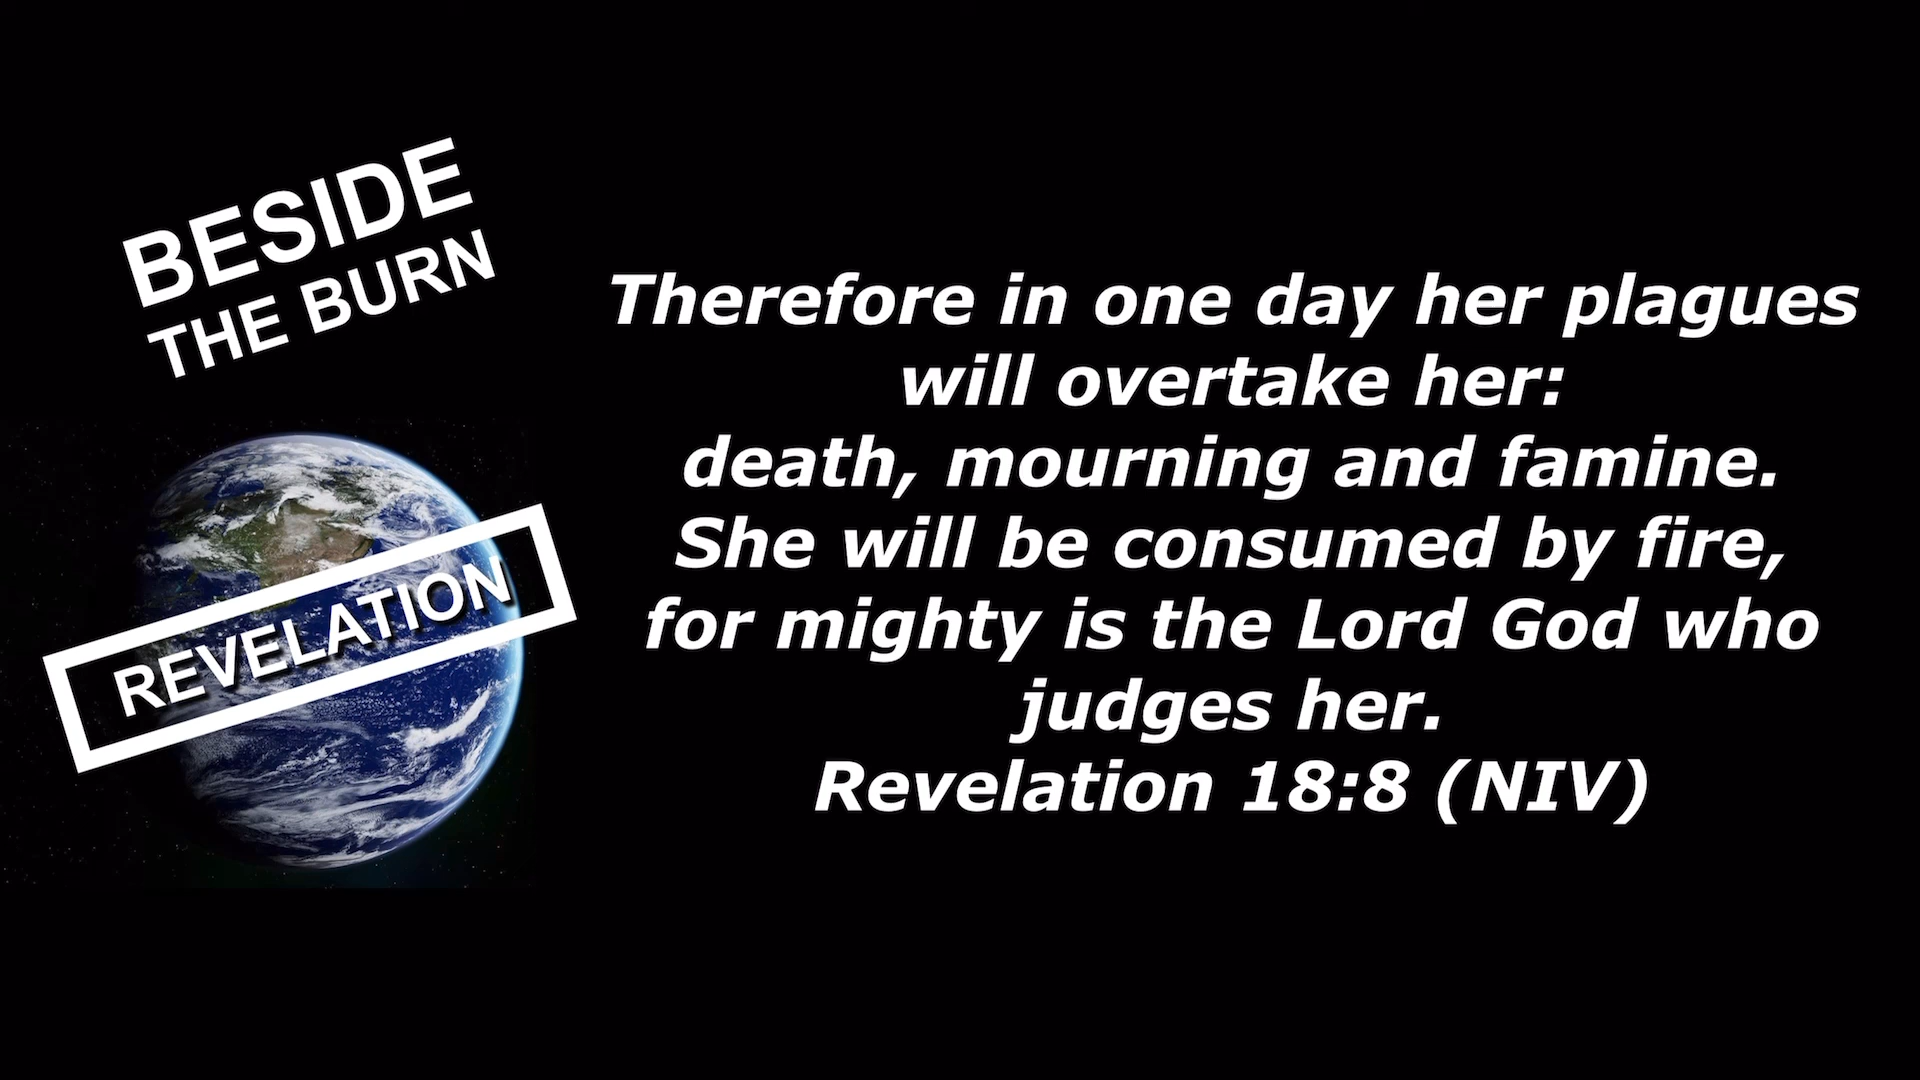 BESIDE
THE BURN
REVELATION
Therefore in one day her plagues
will overtake her:
death, mourning and famine.
She will be consumed by fire,
for mighty is the Lord God who
judges her.
Revelation 18:8 (NIV)